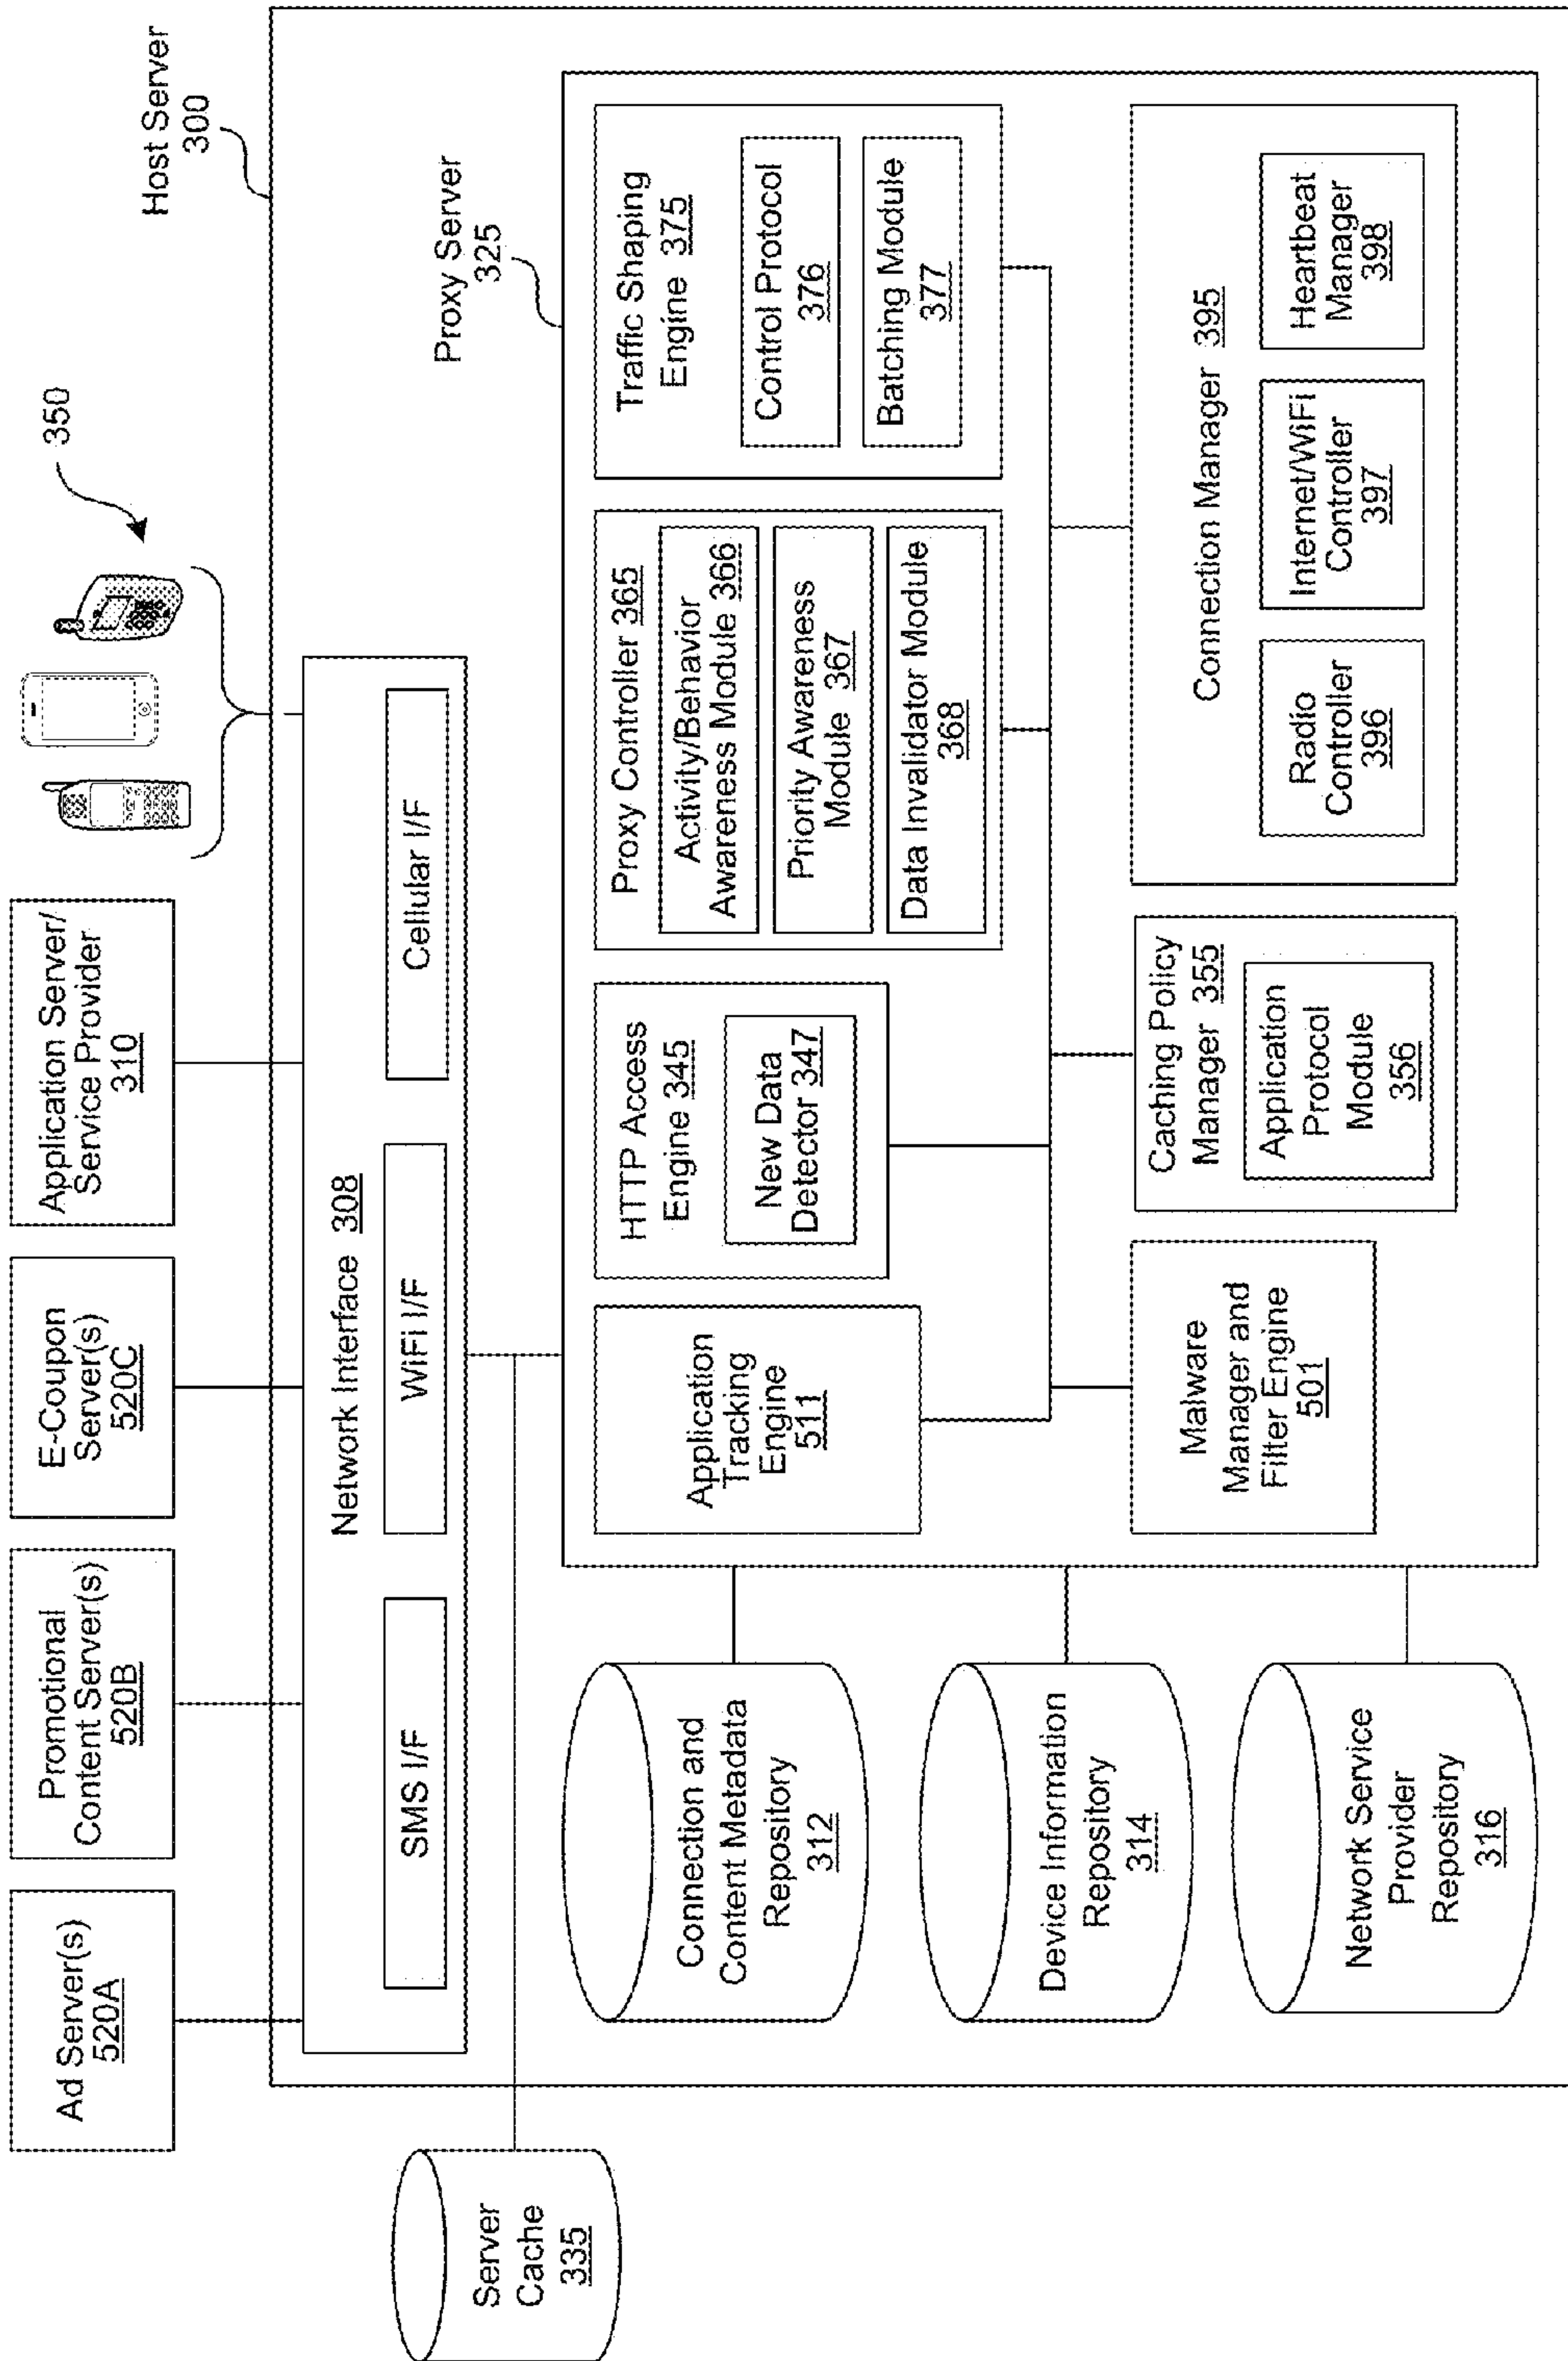 Ad Server(s)
520A
Promotional
Content Server(s)
520B
E-Coupon
Server(s)
520C
Application Server/
Service Provider
310
350
Host Server
300
Network Interface 308
SMS I/F
WiFi I/F
Cellular I/F
Server
Cache
335
Proxy Server
325
Connection and
Content Metadata
Repository
312
Device Information
Repository
314
Network Service
Provider
Repository
316
Application
Tracking
Engine
511
HTTP Access
Engine 345
New Data
Detector 347
Proxy Controller 365
Activity/Behavior
Awareness Module 366
Priority Awareness
Module 367
Data Invalidator Module
368
Traffic Shaping
Engine 375
Control Protocol
376
Batching Module
377
Malware
Manager and
Filter Engine
501
Caching Policy
Manager 355
Application
Protocol
Module
356
Connection Manager 395
Radio
Controller
396
Internet/WiFi
Controller
397
Heartbeat
Manager
398